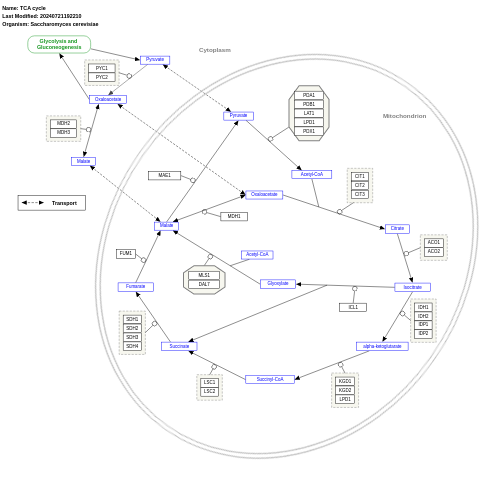 Name: TCA cycle
Last Modified: 20240721192210
Organism: Saccharomyces cerevisiae
Glycolysis and
Gluconeogenesis
Cytoplasm
Pyruvate
PYC1
PYC2
Oxaloacetate
PDA1
PDB1
LAT1
LPD1
PDX1
Pyruvate
Mitochondrion
MDH2
MDH3
Malate
MAE1
Acetyl-CoA
CIT1
CIT2
CIT3
Oxaloacetate
Transport
MDH1
Malate
Citrate
ACO1
ACO2
FUM1
Acetyl-CoA
MLS1
DAL7
Fumarate
Glyoxylate
Isocitrate
ICL1
IDH1
IDH2
IDP1
IDP2
SDH1
SDH2
SDH3
SDH4
Succinate
alpha-ketoglutarate
Succinyl-CoA
LSC1
LSC2
KGD1
KGD2
LPD1